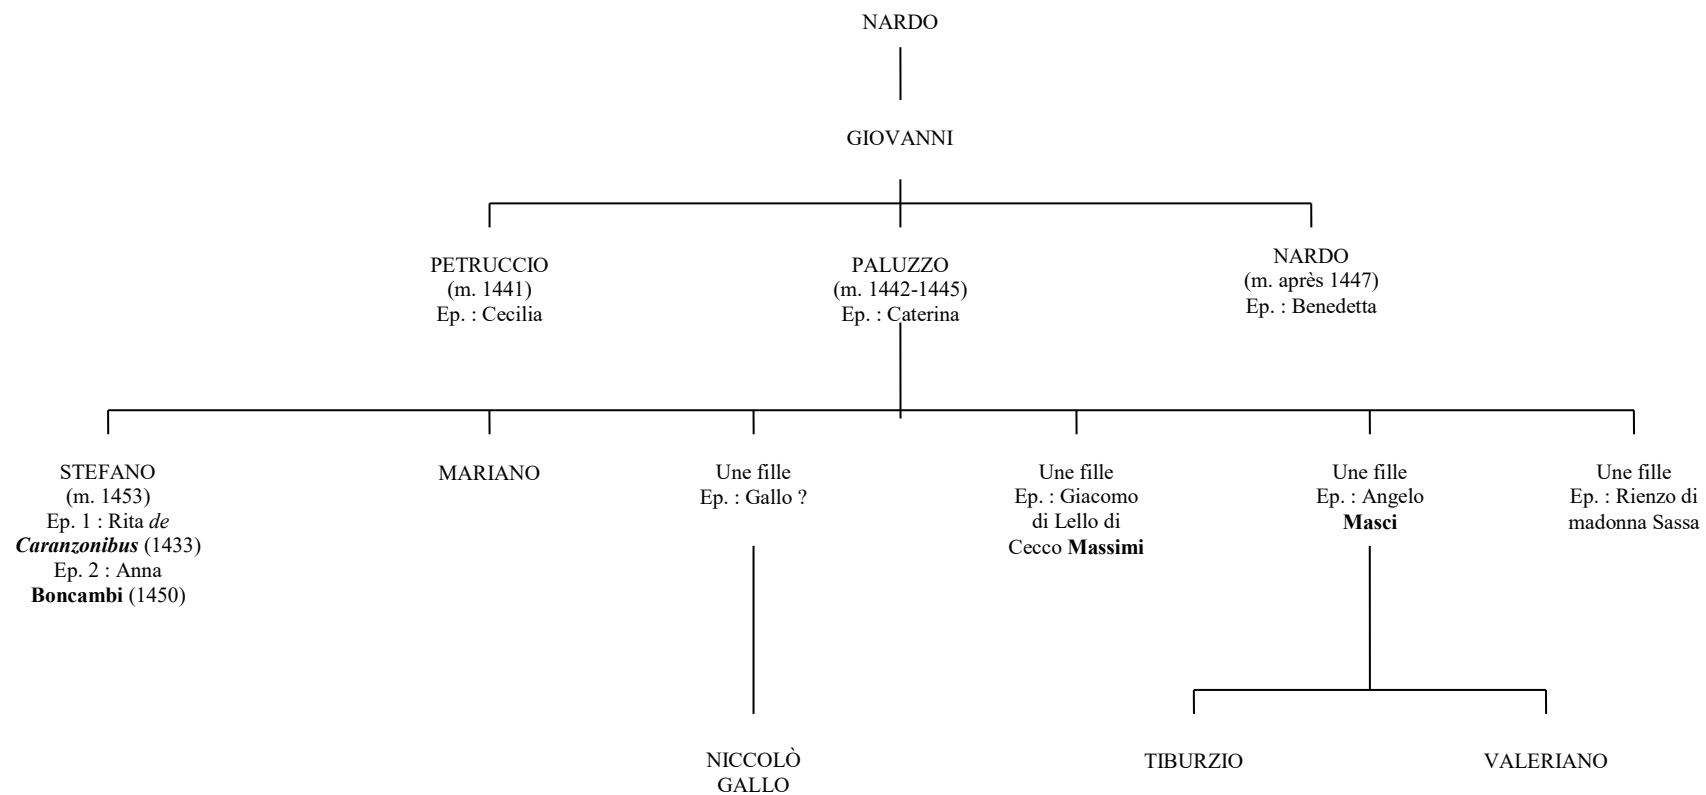 NARDO
GIOVANNI
PETRUCCIO
(m. 1441)
Ep. : Cecilia
PALUZZO
(m. 1442-1445)
Ep. : Caterina
NARDO
(m. après 1447)
Ep. : Benedetta
STEFANO
(m. 1453)
Ep. 1 : Rita de
Caranzonibus (1433)
Ep. 2 : Anna
Boncambi (1450)
MARIANO
Une fille
Ep. : Gallo ?
Une fille
Ep. : Giacomo
di Lello di
Cecco Massimi
Une fille
Ep. : Angelo
Masci
Une fille
Ep. : Rienzo di
madonna Sassa
NICCOLÒ
GALLO
TIBURZIO
VALERIANO